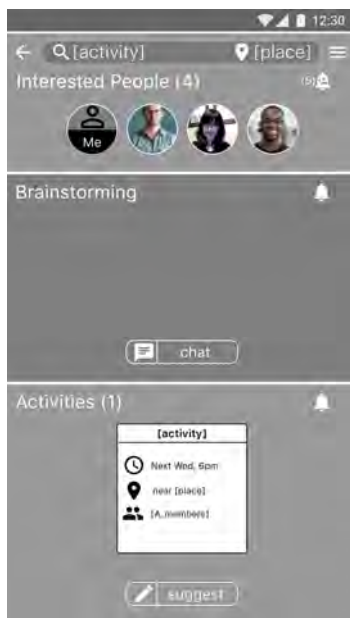 12:30
[activity] [place]
Interested People (4)
(5)
Me
Brainstorming
chat
Activities (1)
[activity]
Next Wed, 6pm
near [place]
[A_members]
suggest